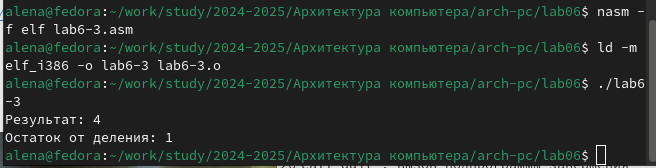 alena@fedora:~/work/study/2024-2025/Архитектура компьютера/arch-pc/lab06$ nasm -
f elf lab6-3.asm
alena@fedora:~/work/study/2024-2025/Архитектура компьютера/arch-pc/lab06$ ld -m
elf_i386 -o lab6-3 lab6-3.o
alena@fedora:~/work/study/2024-2025/Архитектура компьютера/arch-pc/lab06$ ./lab6
-3
Результат: 4
Остаток от деления: 1
alena@fedora:~/work/study/2024-2025/Архитектура компьютера/arch-pc/lab06$